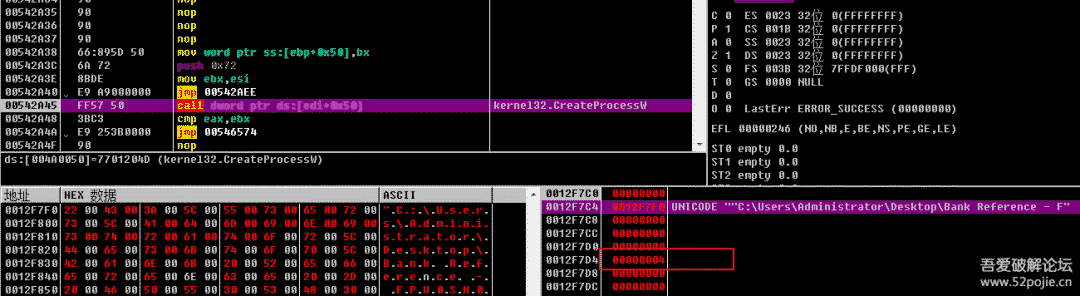 00542A35 90 nop
00542A36 90 nop
00542A37 90 nop
00542A38 66:895D 50 mov word ptr ss:[ebp+0x50],bx
00542A3C 6A 72 push 0x72
00542A3E 8BDE mov ebx,esi
00542A40 E9 A9000000 jmp 00542AEE
00542A45 FF57 50 call dword ptr ds:[edi+0x50] kernel32.CreateProcessW
00542A48 3BC3 cmp eax,ebx
00542A4A E9 253B0000 jmp 00546574
00542A4F 90 nop
ds:[004A0050]=7701204D (kernel32.CreateProcessW)
C 0 ES 0023 32位 0(FFFFFFFF)
P 1 CS 001B 32位 0(FFFFFFFF)
A 0 SS 0023 32位 0(FFFFFFFF)
Z 1 DS 0023 32位 0(FFFFFFFF)
S 0 FS 003B 32位 7FFDF000(FFF)
T 0 GS 0000 NULL
D 0
O 0 LastErr ERROR_SUCCESS (00000000)
EFL 00000246 (NO,NB,E,BE,NS,PE,GE,LE)
ST0 empty 0.0
ST1 empty 0.0
ST2 empty 0.0
地址 HEX 数据 ASCII
0012F7F0 22 00 43 00 3A 00 5C 00 55 00 73 00 65 00 72 00 ".C.:.\.U.s.e.r.
0012F800 73 00 5C 00 41 00 64 00 6D 00 69 00 6E 00 69 00 s.\.A.d.m.i.n.i.
0012F810 73 00 74 00 72 00 61 00 74 00 6F 00 72 00 5C 00 s.t.r.a.t.o.r.\.
0012F820 44 00 65 00 73 00 6B 00 74 00 6F 00 70 00 5C 00 D.e.s.k.t.o.p.\.
0012F830 42 00 61 00 6E 00 6B 00 20 00 52 00 65 00 66 00 B.a.n.k. .R.e.f.
0012F840 65 00 72 00 65 00 6E 00 63 00 65 00 20 00 2D 00 e.r.e.n.c.e. .-.
0012F850 20 00 46 00 50 00 55 00 30 00 53 00 48 00 30 00 .F.P.U.0.S.H.0.
0012F7C0 00000000
0012F7C4 0012F7F0 UNICODE ""C:\Users\Administrator\Desktop\Bank Reference - F"
0012F7C8 00000000
0012F7CC 00000000
0012F7D0 00000000
0012F7D4 00000004
0012F7D8 00000000
0012F7DC 00000000
吾爱破解论坛
www.52pojie.cn